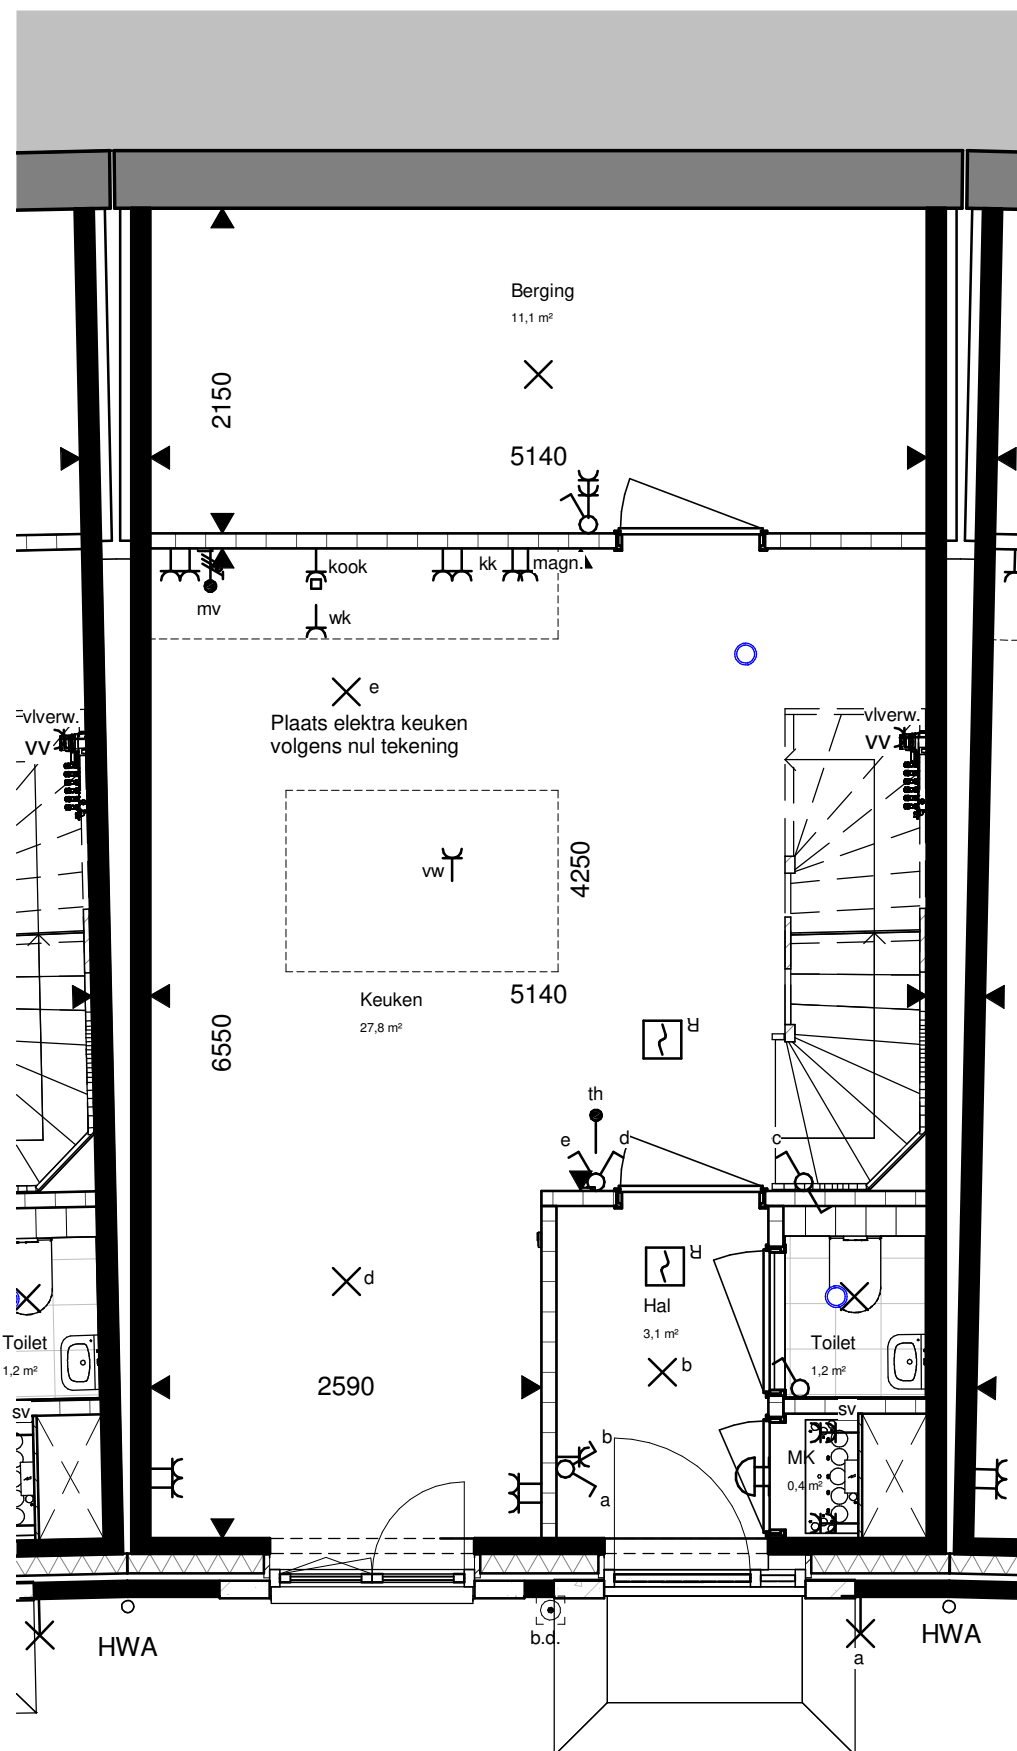 Berging
11,1 m²
2150
5140
kook
kk
magn.
mv
wk
e
Plaats elektra keuken
volgens nul tekening
vlverw.
VV
vlverw.
VV
vw
4250
Keuken
27,8 m²
5140
6550
R
th
e
d
c
R
d
Hal
3,1 m²
b
Toilet
1,2 m²
Toilet
1,2 m²
2590
sv
sv
b
a
MK
0,4 m²
HWA
b.d.
HWA
a